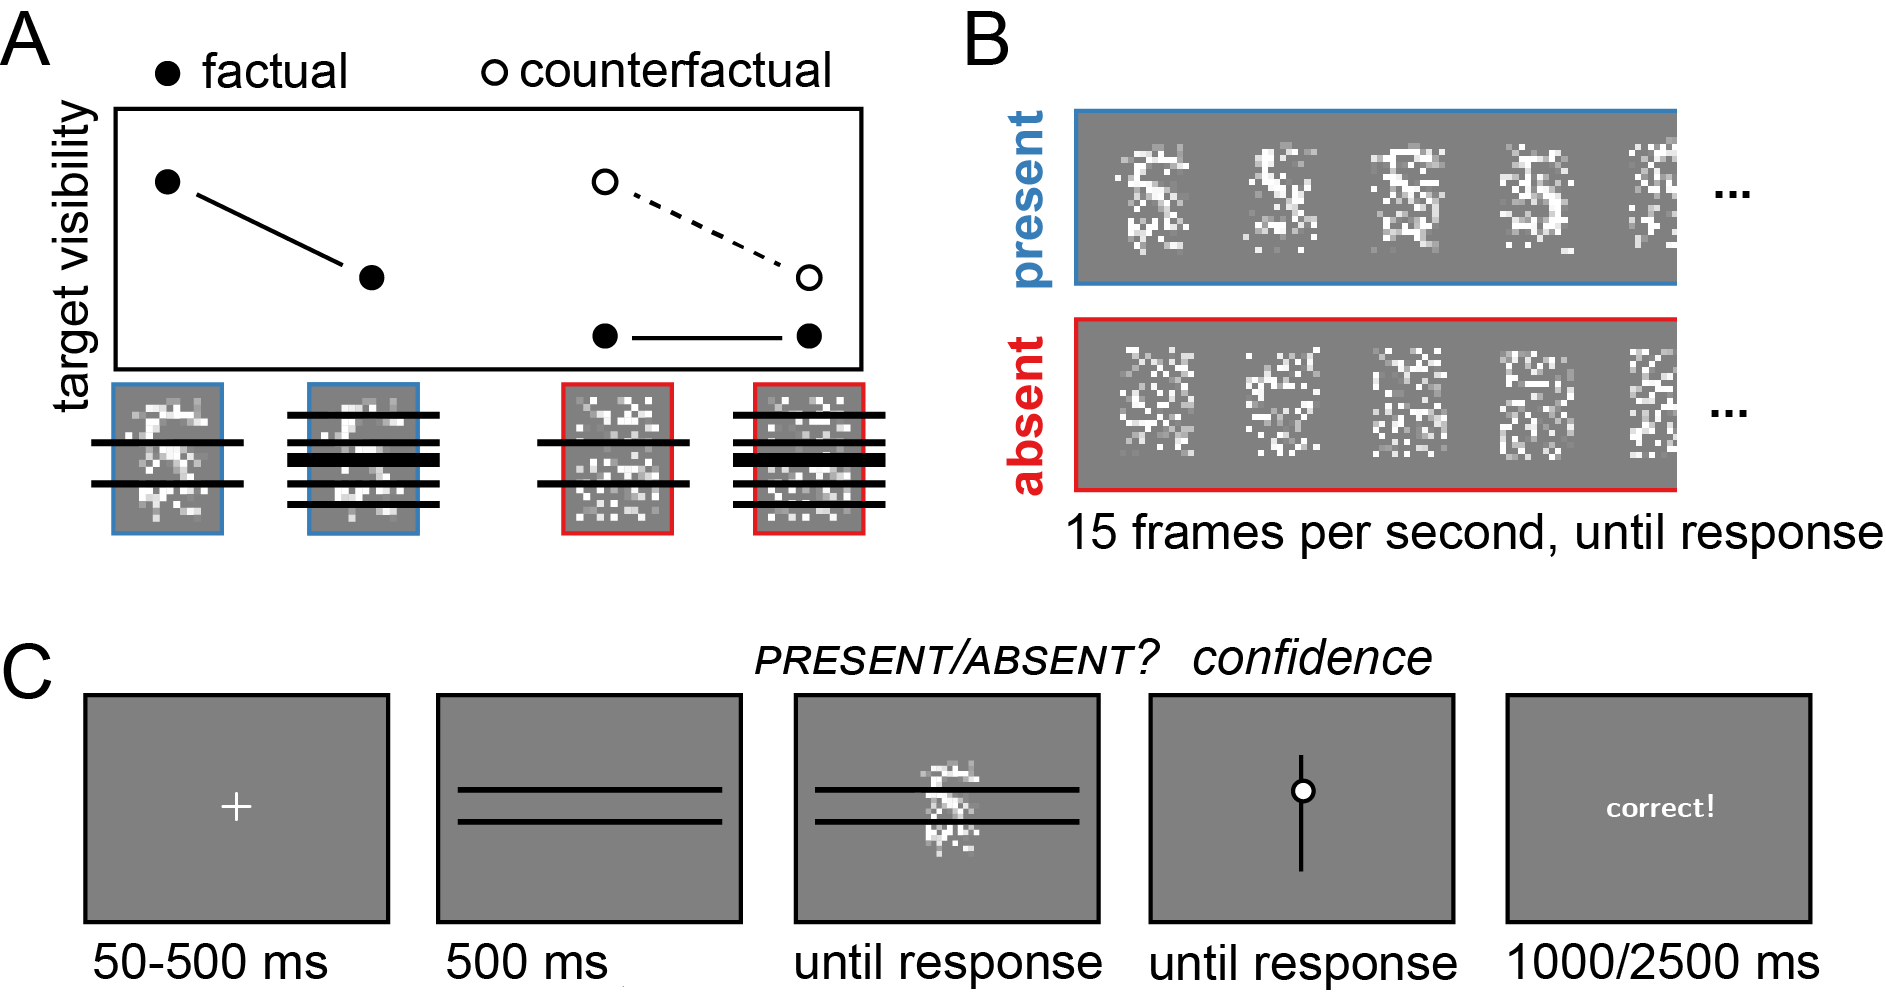 A
factual
counterfactual
target visibility
B
present
...
absent
...
15 frames per second, until response
C
PRESENT/ABSENT?
confidence
correct!
50-500 ms
500 ms
until response
until response
1000/2500 ms